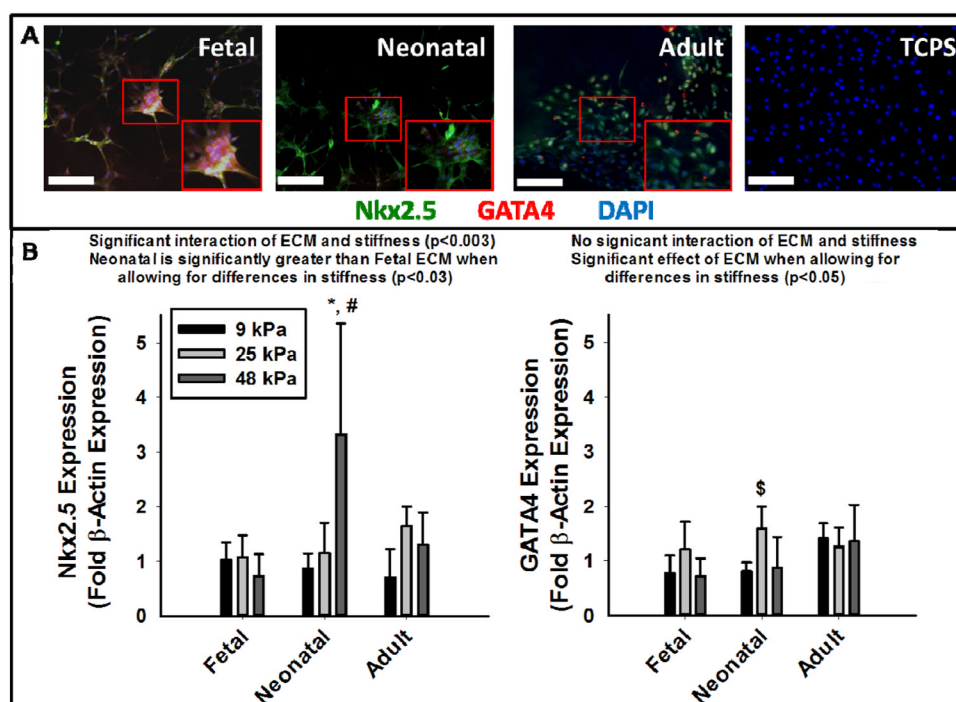 A
Fetal
Neonatal
Adult
TCPS
Nkx2.5 GATA4 DAPI
B
Significant interaction of ECM and stiffness (p<0.003)
Neonatal is significantly greater than Fetal ECM when
allowing for differences in stiffness (p<0.03)
No signicant interaction of ECM and stiffness
Significant effect of ECM when allowing for
differences in stiffness (p<0.05)
Nkx2.5 Expression
(Fold β-Actin Expression)
5
4
3
2
1
0
9 kPa
25 kPa
48 kPa
*, #
Fetal
Neonatal
Adult
GATA4 Expression
(Fold β-Actin Expression)
5
4
3
2
1
0
$
Fetal
Neonatal
Adult